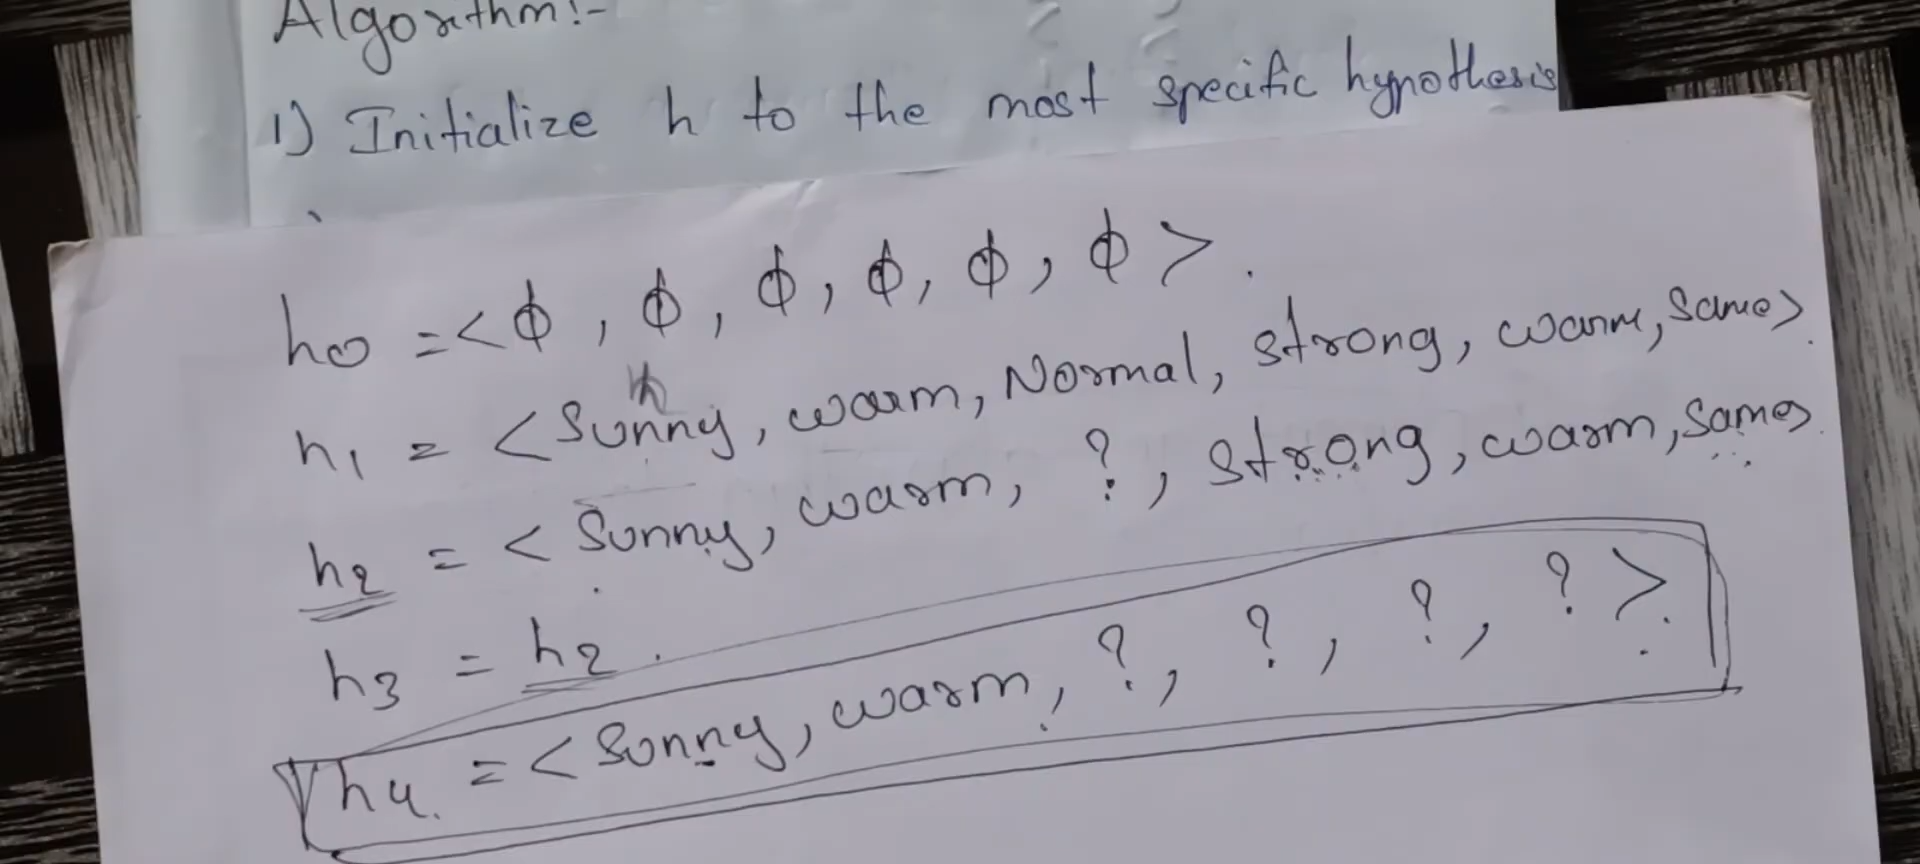 Algorithm:-
1) Initialize h to the most specific hypothesis
h0 = <ϕ, ϕ, ϕ, ϕ, ϕ, ϕ>.
h1 = <Sunny, warm, Normal, strong, warm, Same>.
h2 = <Sunny, warm, ?, strong, warm, Same>.
h3 = h2.
h4. = <Sunny, warm, ?, ?, ?, ?>.